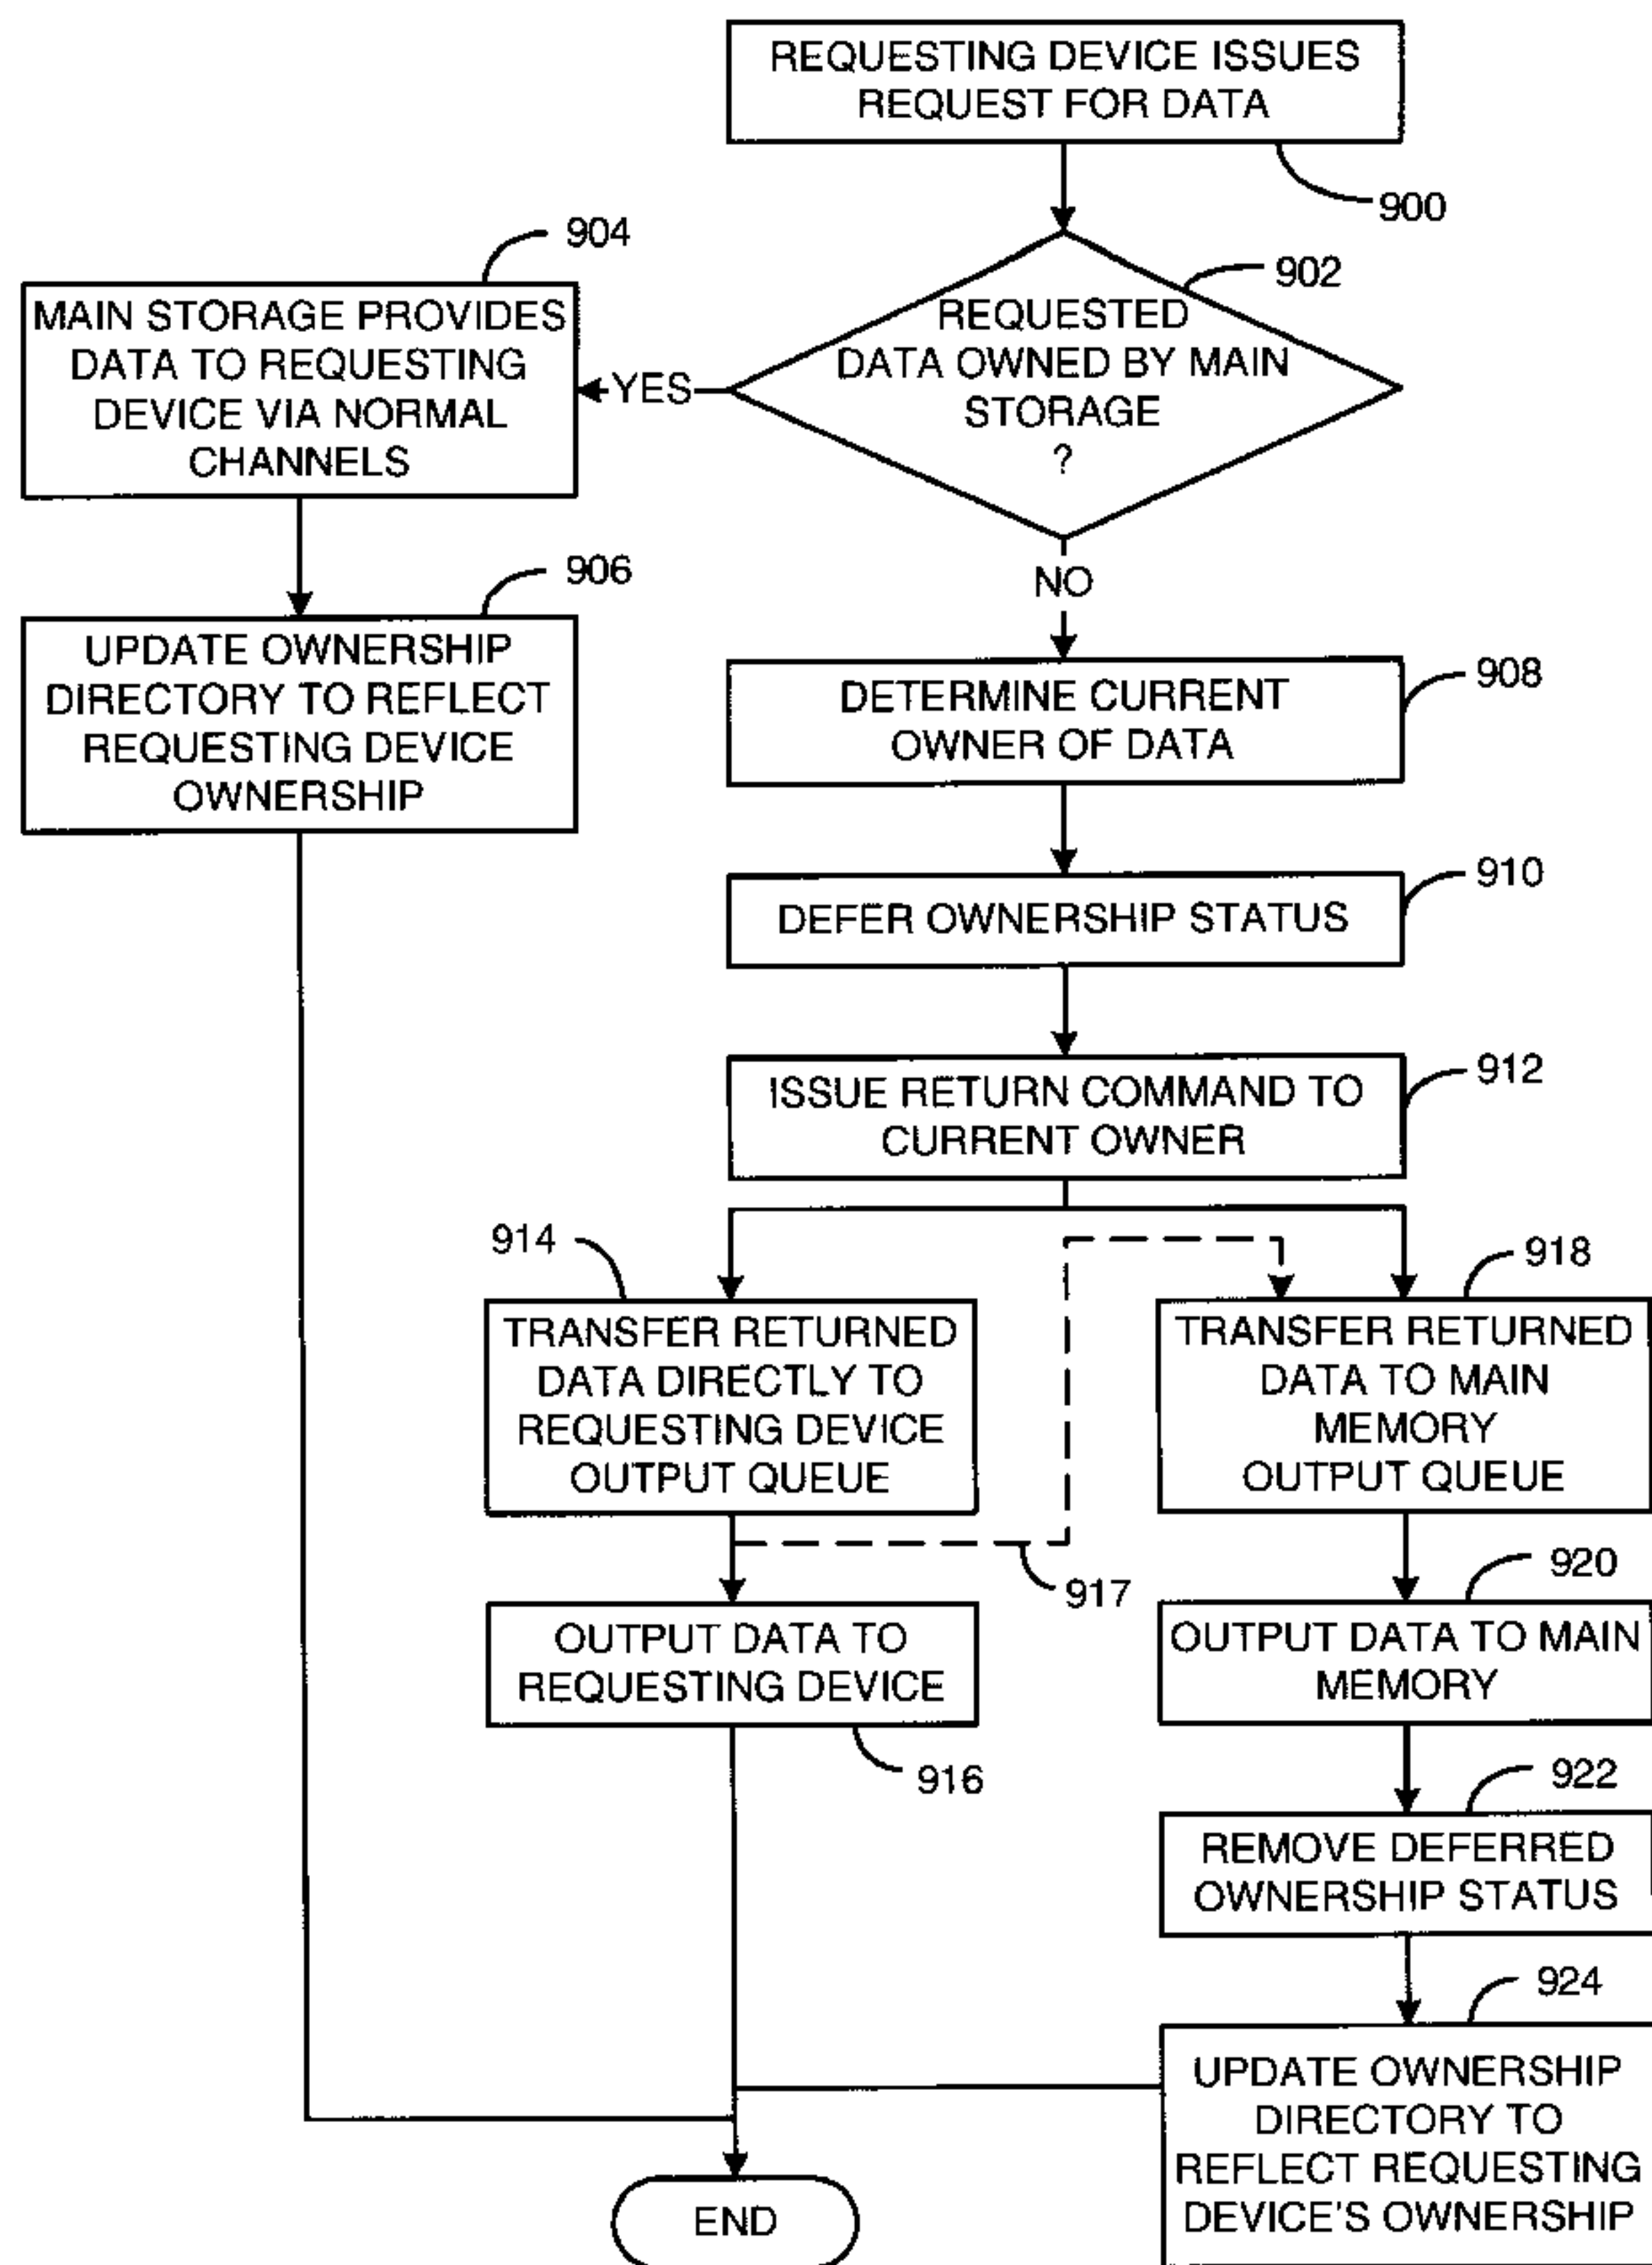 REQUESTING DEVICE ISSUES
REQUEST FOR DATA
900
904
902
MAIN STORAGE PROVIDES
DATA TO REQUESTING
DEVICE VIA NORMAL
CHANNELS
REQUESTED
DATA OWNED BY MAIN
STORAGE
?
YES
NO
906
UPDATE OWNERSHIP
DIRECTORY TO REFLECT
REQUESTING DEVICE
OWNERSHIP
908
DETERMINE CURRENT
OWNER OF DATA
910
DEFER OWNERSHIP STATUS
912
ISSUE RETURN COMMAND TO
CURRENT OWNER
914
TRANSFER RETURNED
DATA DIRECTLY TO
REQUESTING DEVICE
OUTPUT QUEUE
918
TRANSFER RETURNED
DATA TO MAIN
MEMORY
OUTPUT QUEUE
917
OUTPUT DATA TO
REQUESTING DEVICE
916
920
OUTPUT DATA TO MAIN
MEMORY
922
REMOVE DEFERRED
OWNERSHIP STATUS
924
UPDATE OWNERSHIP
DIRECTORY TO
REFLECT REQUESTING
DEVICE'S OWNERSHIP
END